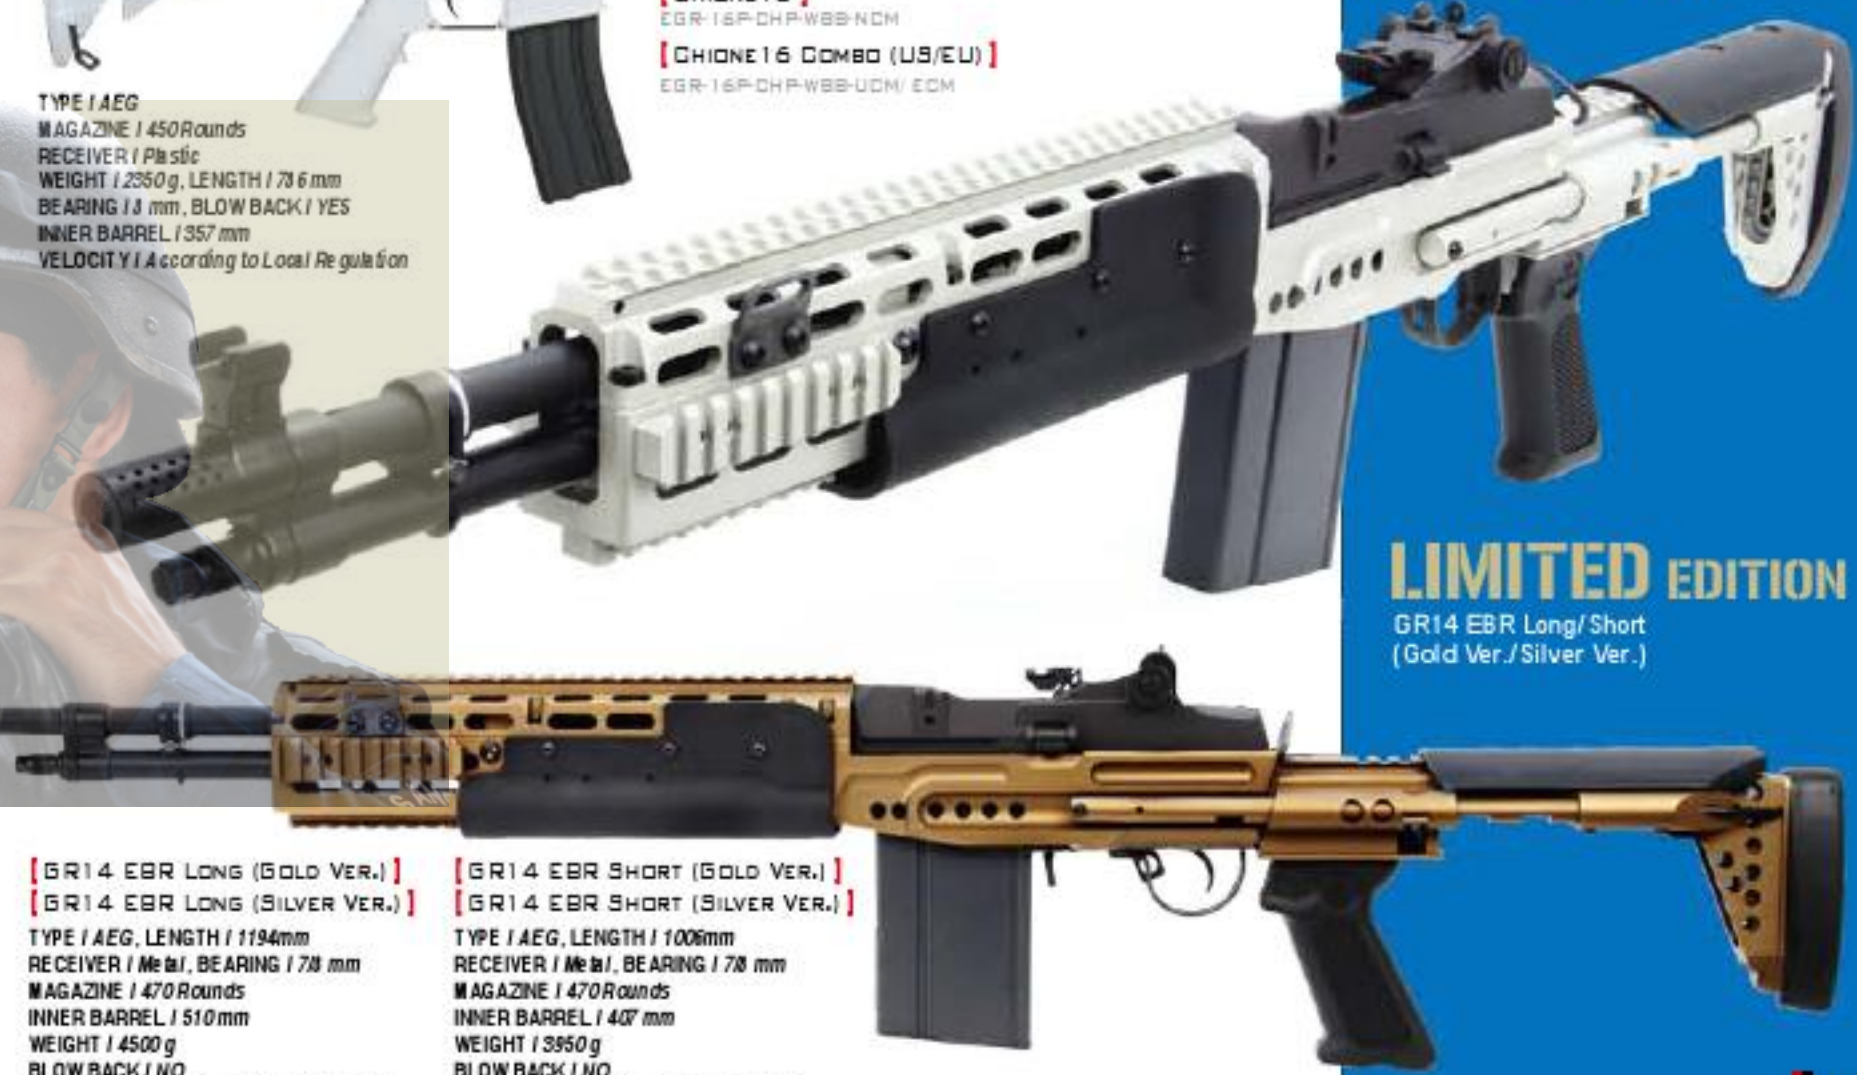 EGR-16P-CHP-WBB-NCM
[CHIONE16 COMBO (US/EU)]
EGR-16P-CHP-WBB-UCM/ ECM
TYPE / AEG
MAGAZINE / 450 Rounds
RECEIVER / Plastic
WEIGHT / 2350 g, LENGTH / 786 mm
BEARING / 8 mm, BLOW BACK / YES
INNER BARREL / 357 mm
VELOCITY / According to Local Regulation
LIMITED EDITION
GR14 EBR Long/Short
(Gold Ver./Silver Ver.)
[GR14 EBR LONG (GOLD VER.)]
[GR14 EBR LONG (SILVER VER.)]
TYPE / AEG, LENGTH / 1194mm
RECEIVER / Metal, BEARING / 7/8 mm
MAGAZINE / 470 Rounds
INNER BARREL / 510 mm
WEIGHT / 4500 g
BLOW BACK / NO
[GR14 EBR SHORT (GOLD VER.)]
[GR14 EBR SHORT (SILVER VER.)]
TYPE / AEG, LENGTH / 1006mm
RECEIVER / Metal, BEARING / 7/8 mm
MAGAZINE / 470 Rounds
INNER BARREL / 407 mm
WEIGHT / 3950 g
BLOW BACK / NO